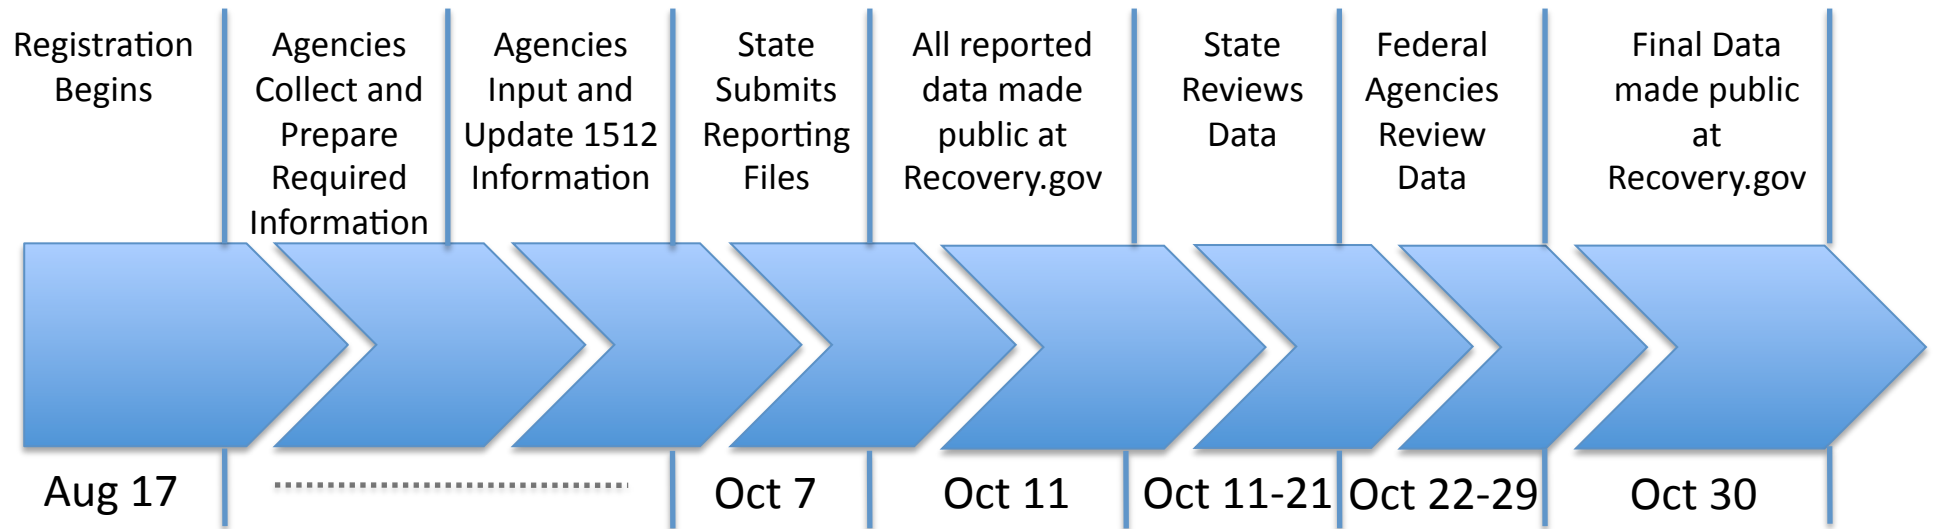 Registration
Begins
Agencies
Collect and
Prepare
Required
Information
Agencies
Input and
Update 1512
Information
State
Submits
Reporting
Files
All reported
data made
public at
Recovery.gov
State
Reviews
Data
Federal
Agencies
Review
Data
Final Data
made public
at
Recovery.gov
Aug 17
Oct 7
Oct 11
Oct 11-21
Oct 22-29
Oct 30